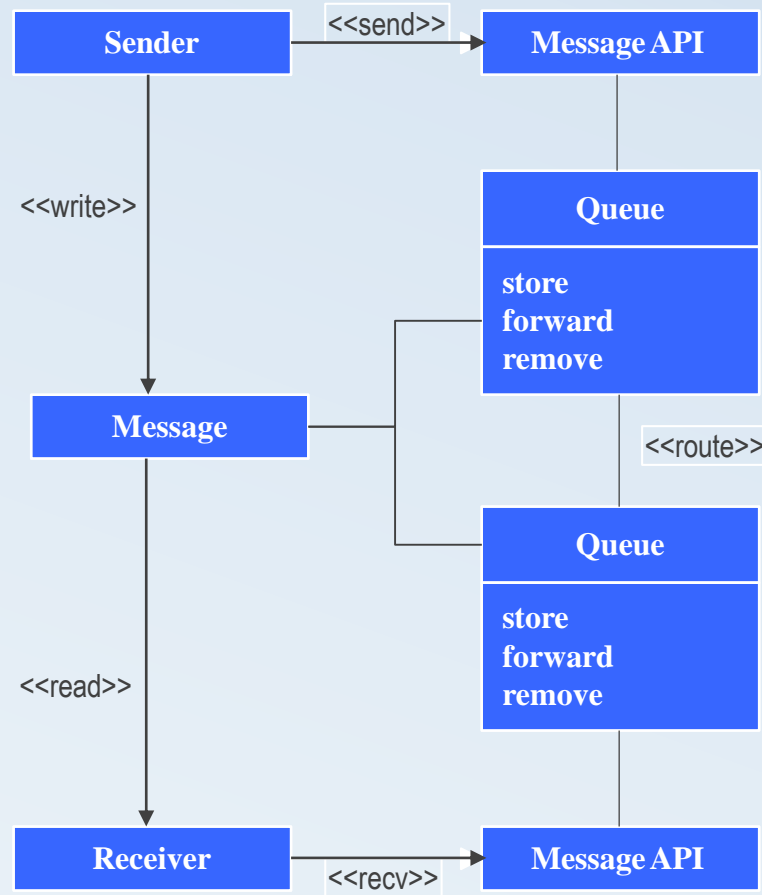 Sender
<<send>>
Message API
<<write>>
Queue
store
forward
remove
Message
<<route>>
Queue
store
forward
remove
<<read>>
Receiver
<<recv>>
Message API